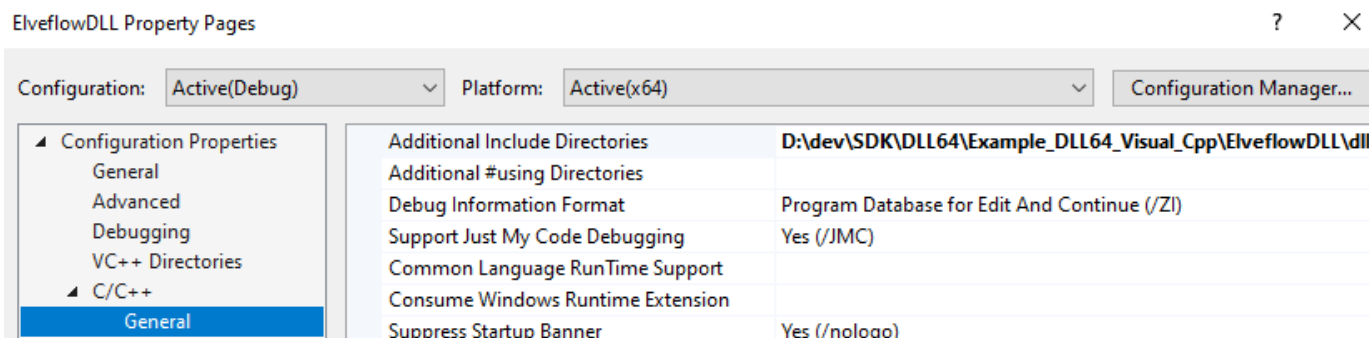 ElveflowDLL Property Pages
Configuration: Active(Debug) Platform: Active(x64) Configuration Manager...
Configuration Properties
General
Advanced
Debugging
VC++ Directories
C/C++
General
Additional Include Directories D:\dev\SDK\DLL64\Example_DLL64_Visual_Cpp\ElveflowDLL\dll
Additional #using Directories
Debug Information Format Program Database for Edit And Continue (/ZI)
Support Just My Code Debugging Yes (/JMC)
Common Language RunTime Support
Consume Windows Runtime Extension
Suppress Startup Banner Yes (/nologo)